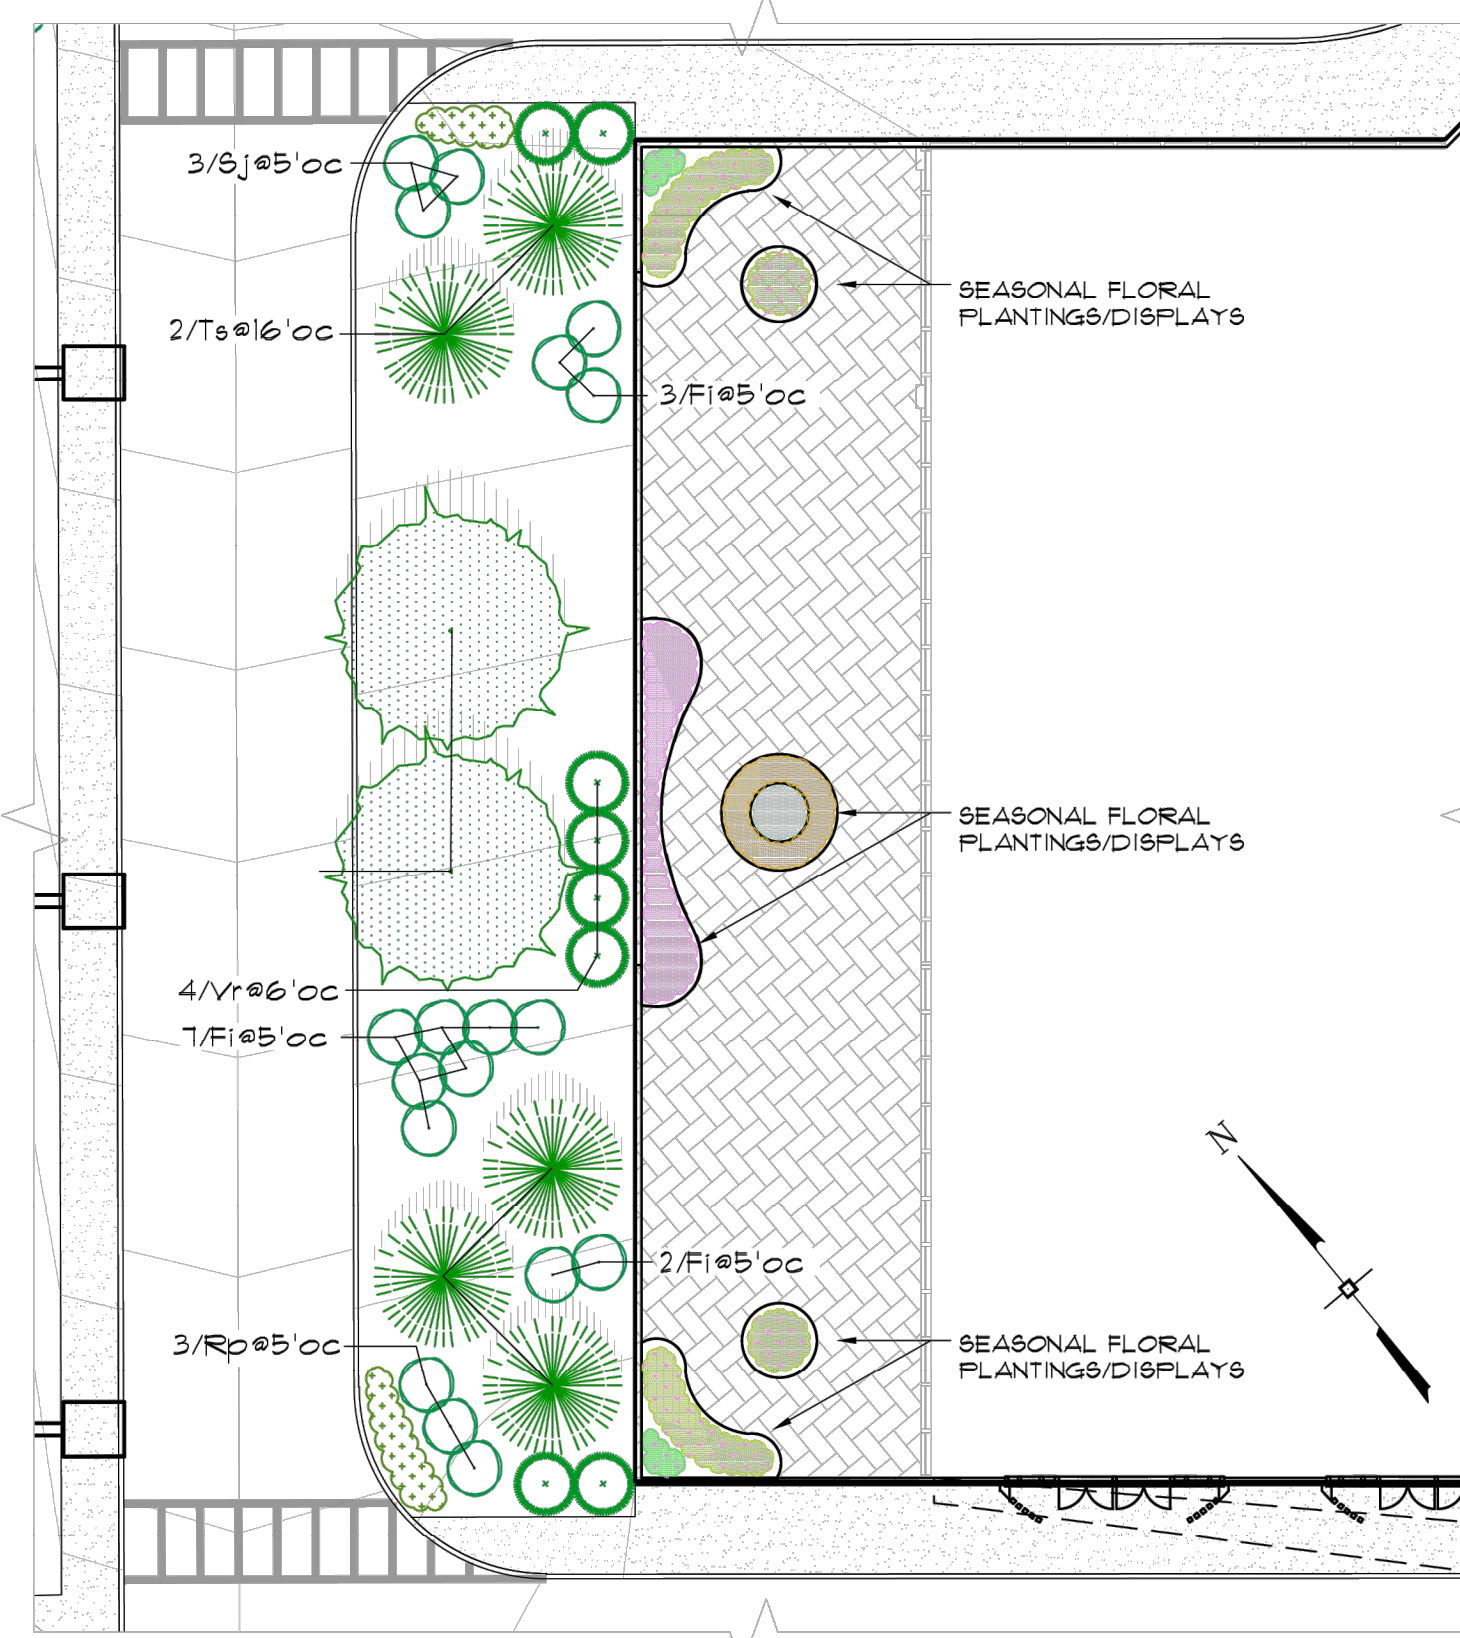 3/Sj@5'oc
2/Ts@16'oc
3/Fi@5'oc
SEASONAL FLORAL
PLANTINGS/DISPLAYS
SEASONAL FLORAL
PLANTINGS/DISPLAYS
4/Vr@6'oc
7/Fi@5'oc
N
2/Fi@5'oc
3/Rp@5'oc
SEASONAL FLORAL
PLANTINGS/DISPLAYS